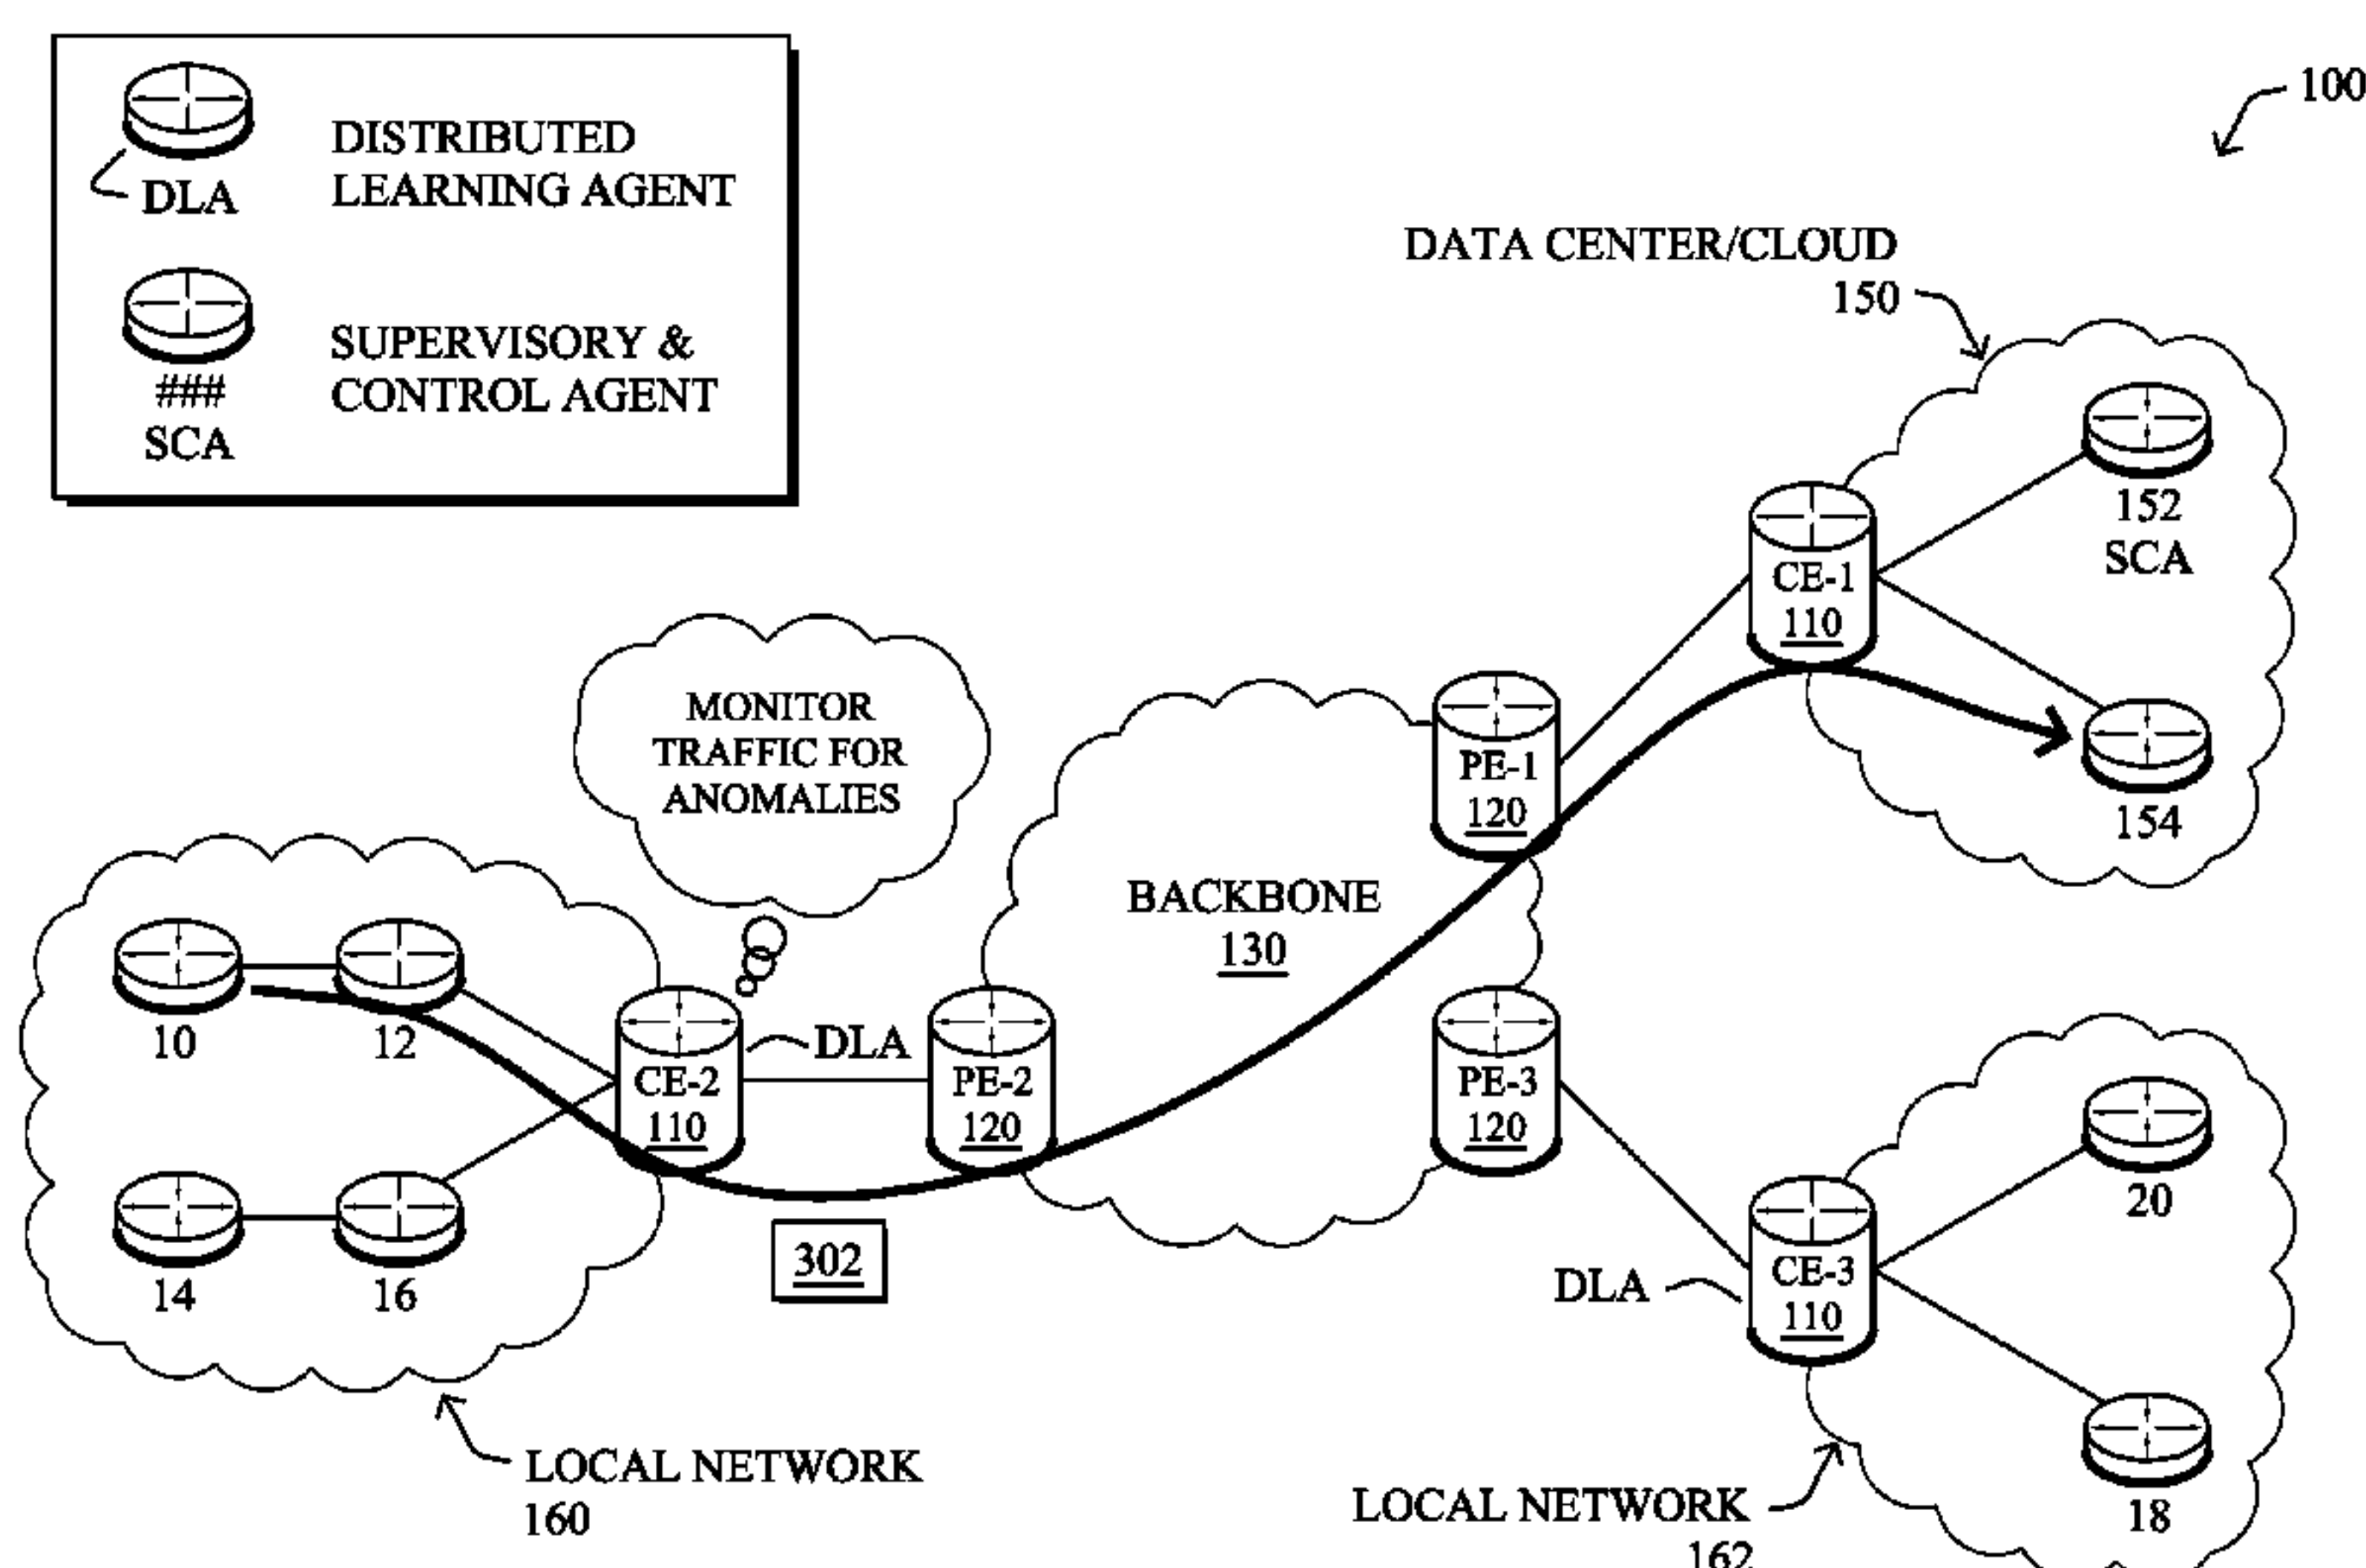 DISTRIBUTED
LEARNING AGENT
DLA
SUPERVISORY &
CONTROL AGENT
###
SCA
100
DATA CENTER/CLOUD
150
152
SCA
CE-1
110
154
MONITOR
TRAFFIC FOR
ANOMALIES
PE-1
120
BACKBONE
130
10
12
CE-2
110
DLA
PE-2
120
PE-3
120
14
16
302
20
DLA
CE-3
110
18
LOCAL NETWORK
160
LOCAL NETWORK
162